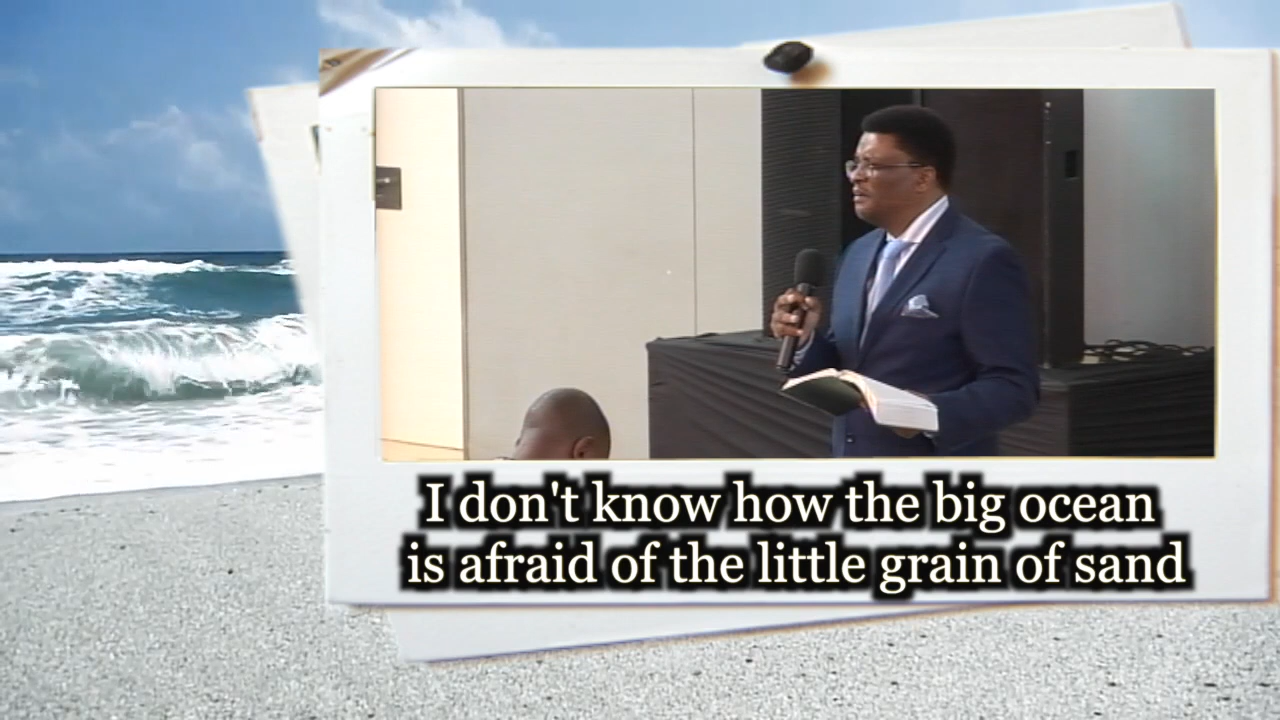 I don't know how the big ocean
is afraid of the little grain of sand